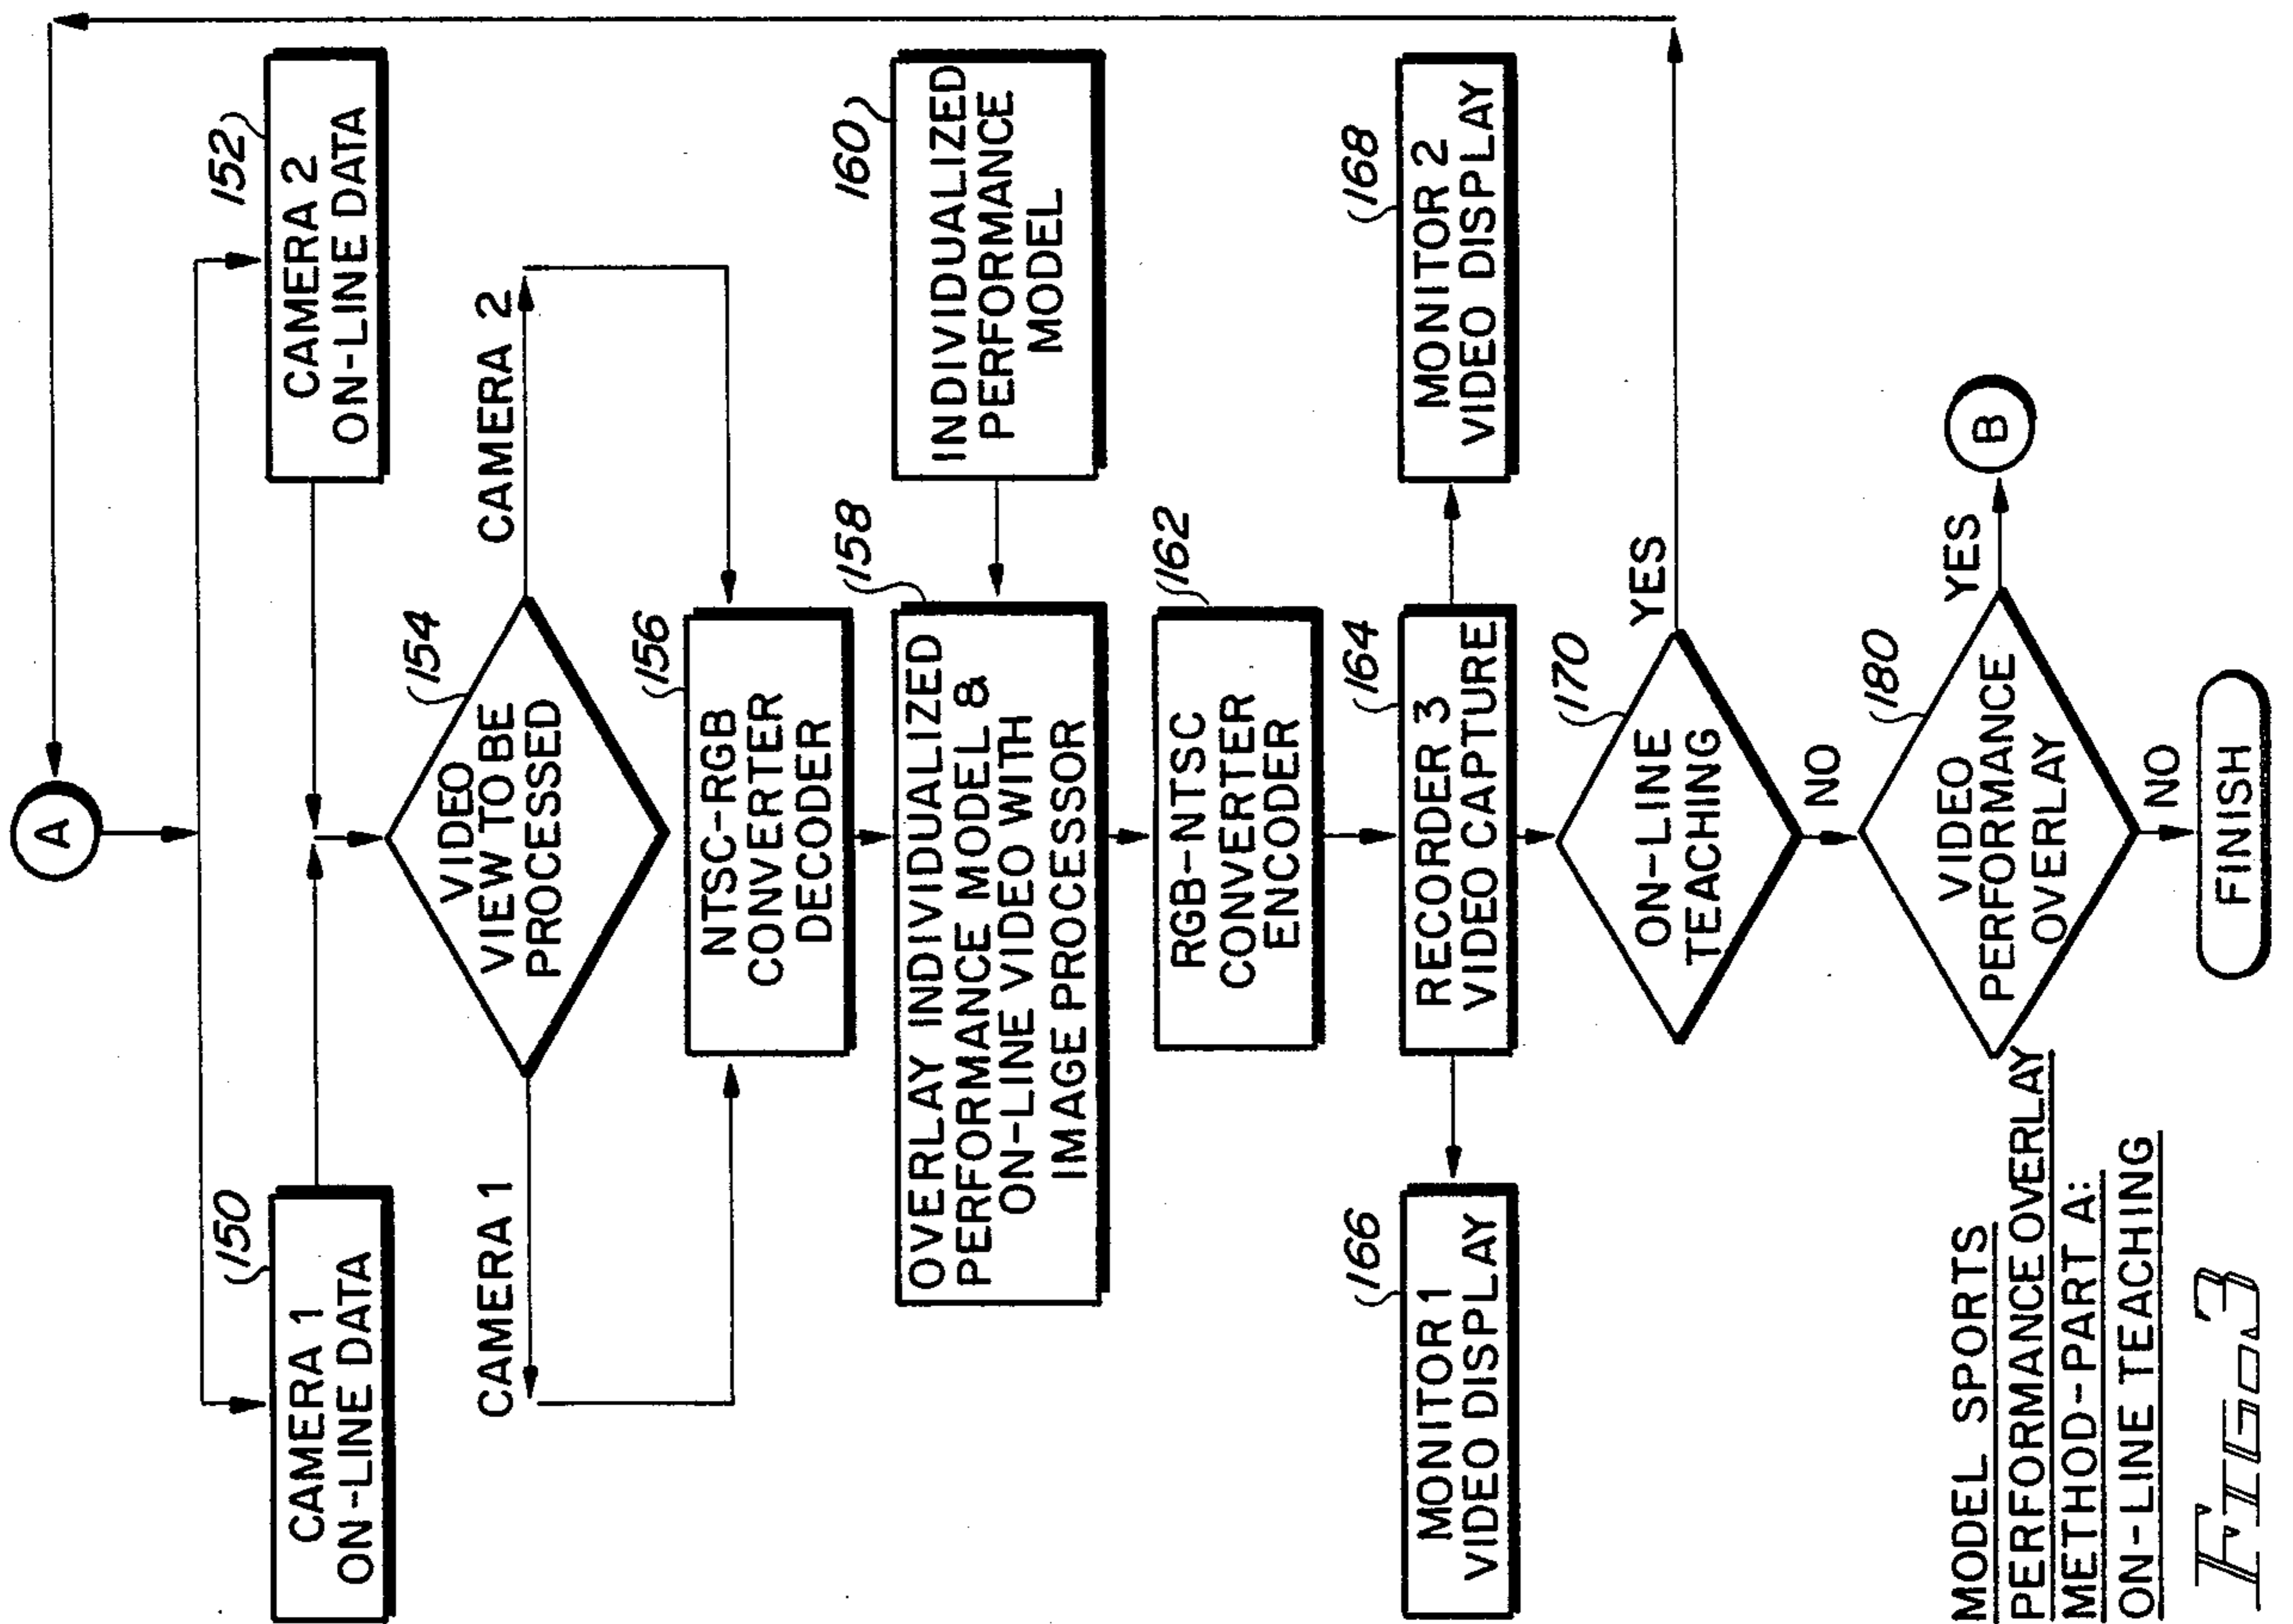 A
150
CAMERA 1
ON-LINE DATA
152
CAMERA 2
ON-LINE DATA
154
VIDEO
VIEW TO BE
PROCESSED
CAMERA 1
CAMERA 2
156
NTSC-RGB
CONVERTER
DECODER
158
OVERLAY INDIVIDUALIZED
PERFORMANCE MODEL &
ON-LINE VIDEO WITH
IMAGE PROCESSOR
160
INDIVIDUALIZED
PERFORMANCE
MODEL
162
RGB-NTSC
CONVERTER
ENCODER
164
RECORDER 3
VIDEO CAPTURE
166
MONITOR 1
VIDEO DISPLAY
168
MONITOR 2
VIDEO DISPLAY
170
ON-LINE
TEACHING
YES
NO
180
VIDEO
PERFORMANCE
OVERLAY
YES
B
NO
FINISH
MODEL SPORTS
PERFORMANCE OVERLAY
METHOD-PART A:
ON-LINE TEACHING
FIG. 3